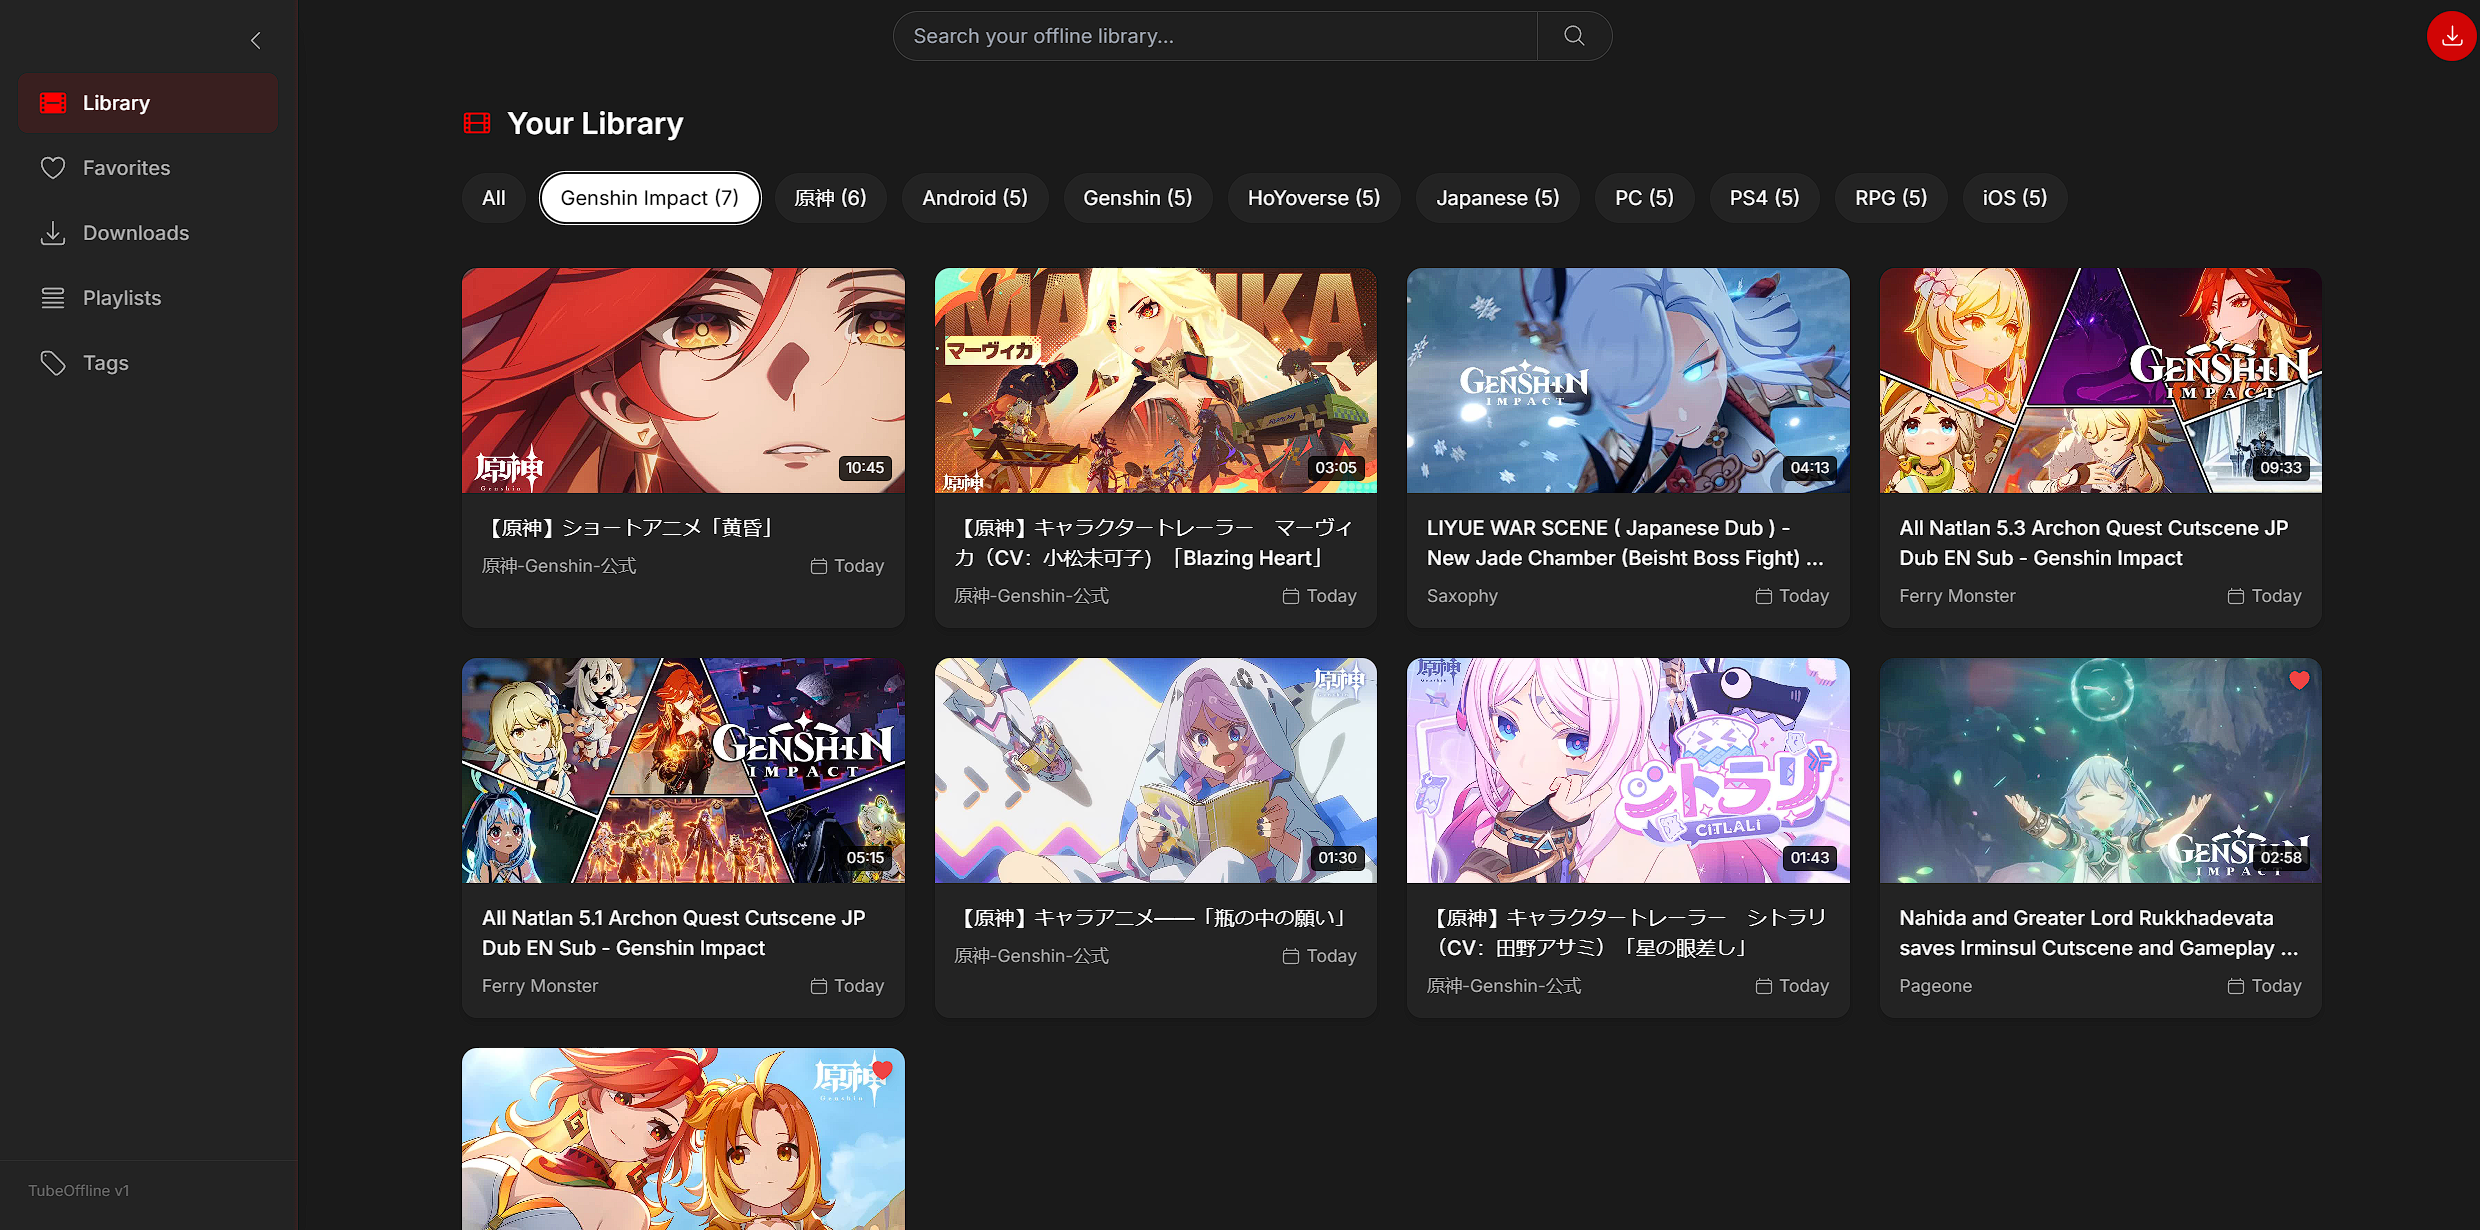 Search your offline library...
Library
Favorites
Downloads
Playlists
Tags
TubeOffline v1
Your Library
All
Genshin Impact (7)
原神 (6)
Android (5)
Genshin (5)
HoYoverse (5)
Japanese (5)
PC (5)
PS4 (5)
RPG (5)
iOS (5)
原神
Genshin
10:45
【原神】ショートアニメ「黄昏」
原神-Genshin-公式
Today
MAVUIKA
マーヴィカ
原神
03:05
【原神】キャラクタートレーラー　マーヴィ
カ（CV：小松未可子）「Blazing Heart」
原神-Genshin-公式
Today
GENSHIN
IMPACT
04:13
LIYUE WAR SCENE ( Japanese Dub ) -
New Jade Chamber (Beisht Boss Fight) ...
Saxophy
Today
GENSHIN
IMPACT
09:33
All Natlan 5.3 Archon Quest Cutscene JP
Dub EN Sub - Genshin Impact
Ferry Monster
Today
GENSHIN
IMPACT
05:15
All Natlan 5.1 Archon Quest Cutscene JP
Dub EN Sub - Genshin Impact
Ferry Monster
Today
原神
01:30
【原神】キャラアニメ——「瓶の中の願い」
原神-Genshin-公式
Today
原神
シトラリ
CITLALI
01:43
【原神】キャラクタートレーラー　シトラリ
（CV：田野アサミ）「星の眼差し」
原神-Genshin-公式
Today
GENSHIN
IMPACT
02:58
Nahida and Greater Lord Rukkhadevata
saves Irminsul Cutscene and Gameplay ...
Pageone
Today
原神
Genshin